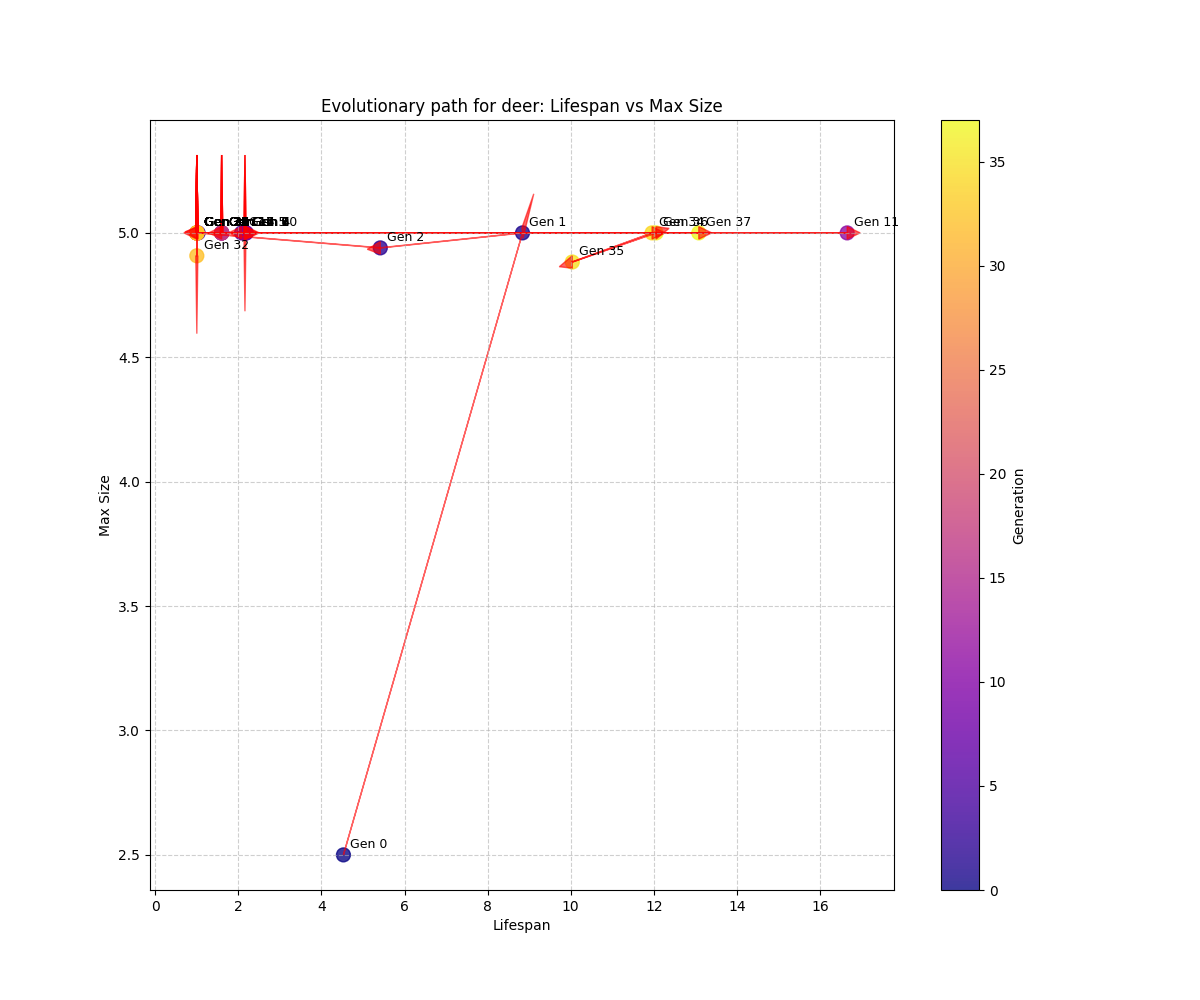 Evolutionary path for deer: Lifespan vs Max Size
Gen 1
Gen 37
Gen 11
Gen 2
Gen 32
Gen 35
Gen 0
5.0
4.5
4.0
3.5
3.0
2.5
Max Size
0 2 4 6 8 10 12 14 16
Lifespan
35
30
25
20
15
10
5
0
Generation